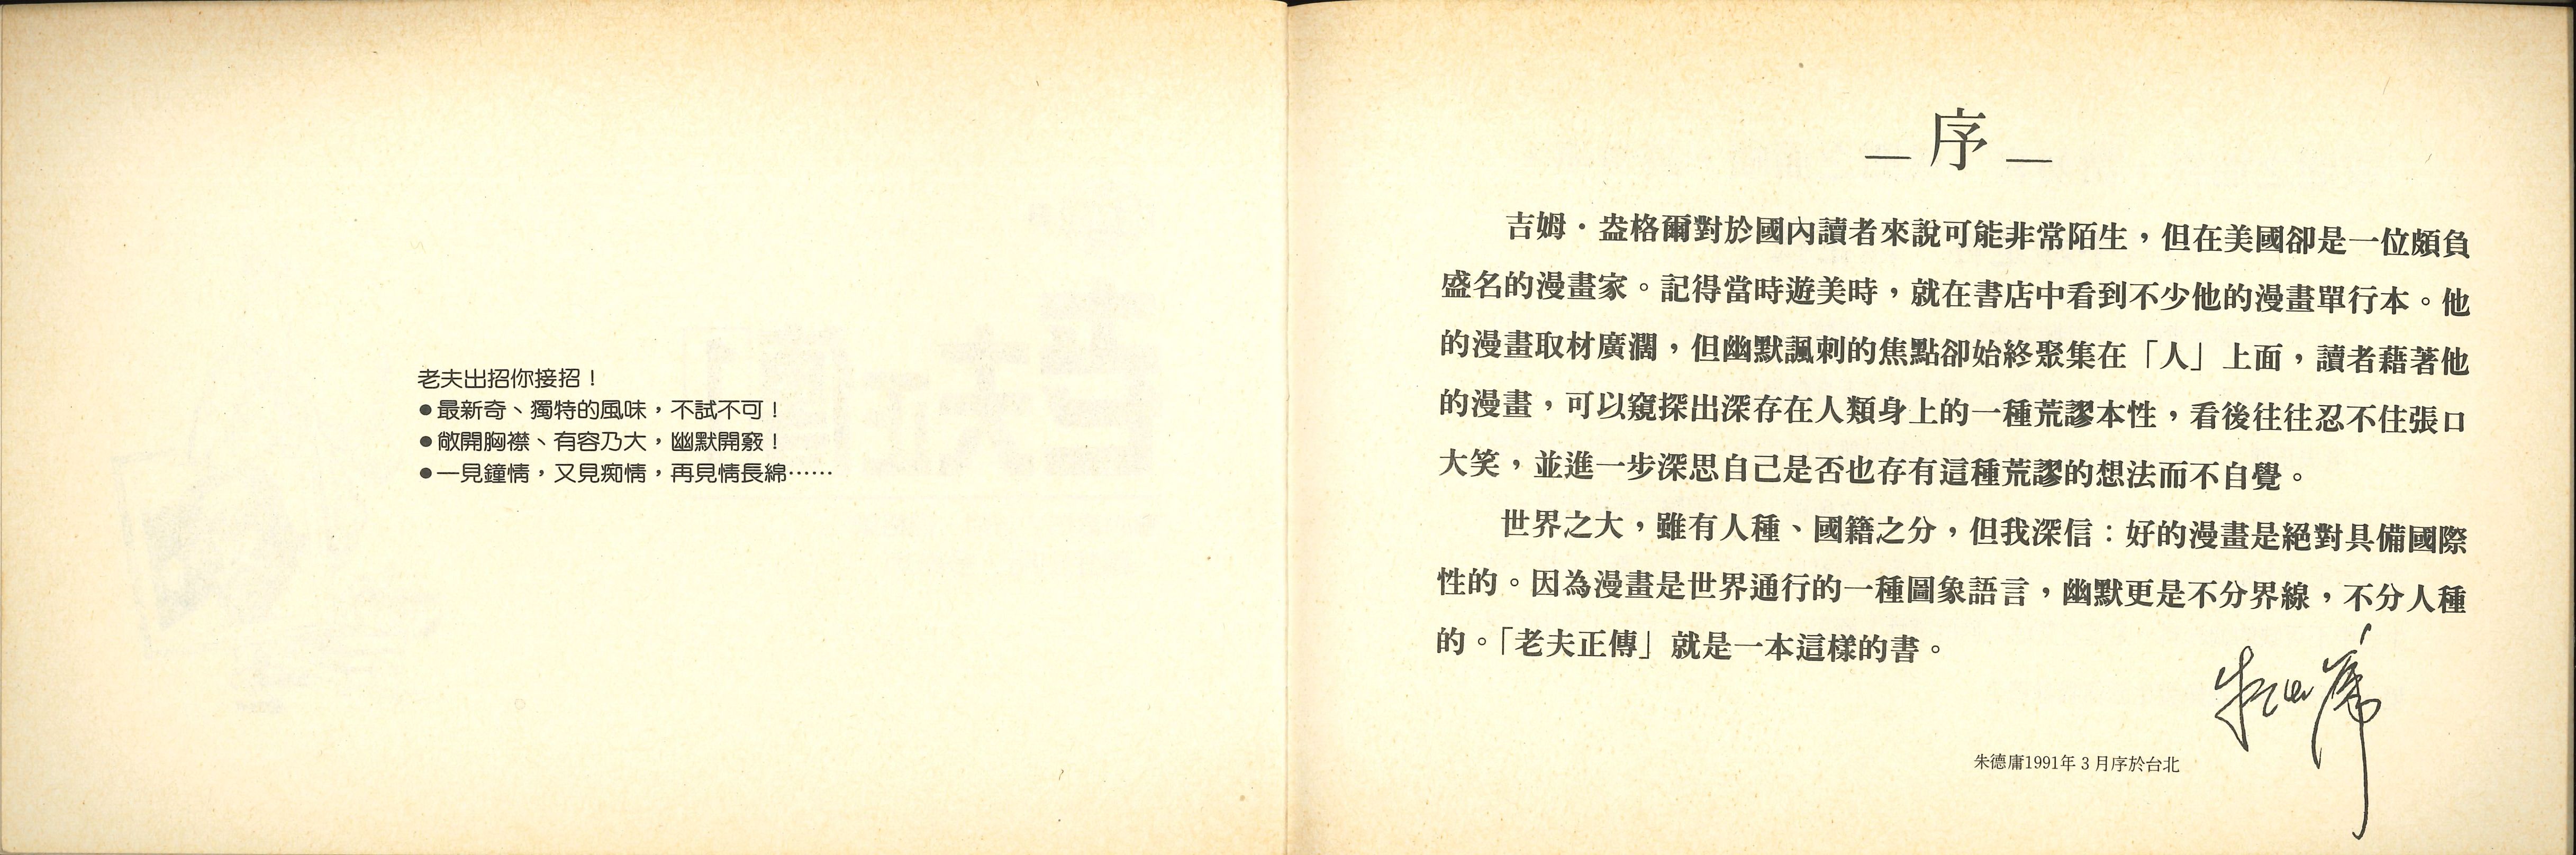 老夫出招你接招！
●最新奇、獨特的風味，不試不可！
●敞開胸襟、有容乃大，幽默開竅！
●一見鐘情，又見痴情，再見情長綿……
—序—
吉姆・盎格爾對於國內讀者來說可能非常陌生，但在美國卻是一位頗負
盛名的漫畫家。記得當時遊美時，就在書店中看到不少他的漫畫單行本。他
的漫畫取材廣濶，但幽默諷刺的焦點卻始終聚集在「人」上面，讀者藉著他
的漫畫，可以窺探出深存在人類身上的一種荒謬本性，看後往往忍不住張口
大笑，並進一步深思自己是否也存有這種荒謬的想法而不自覺。
世界之大，雖有人種、國籍之分，但我深信：好的漫畫是絕對具備國際
性的。因為漫畫是世界通行的一種圖象語言，幽默更是不分界線，不分人種
的。「老夫正傳」就是一本這樣的書。
朱德庸
朱德庸1991年3月序於台北